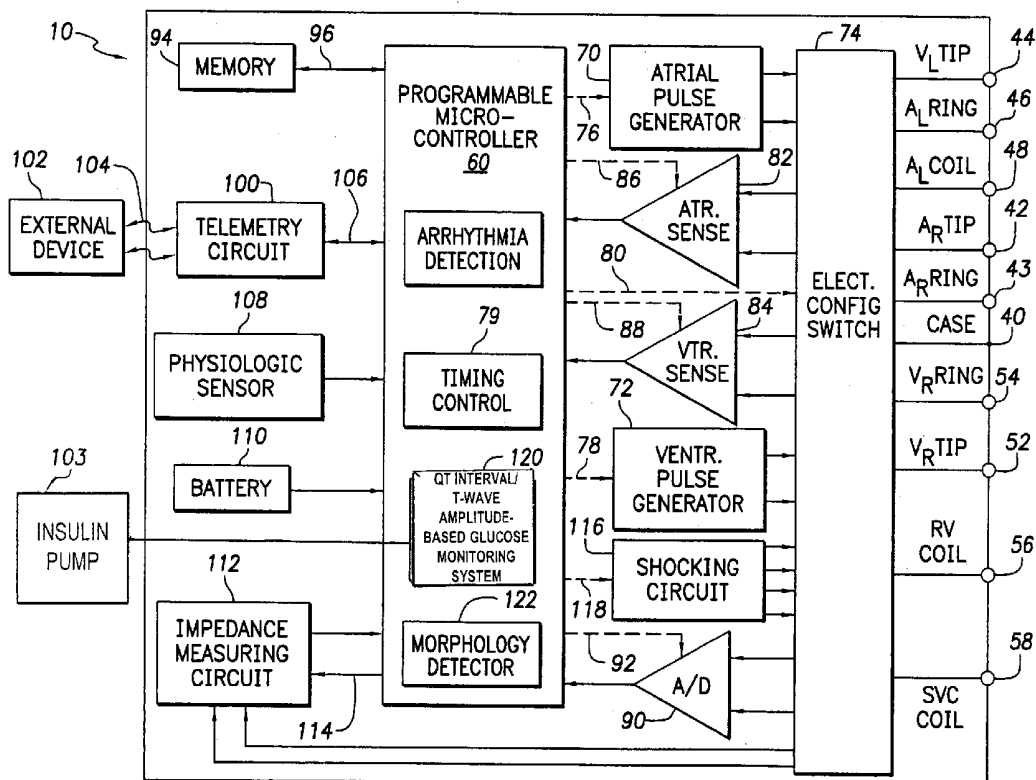 10
94
MEMORY
96
102
EXTERNAL
DEVICE
104
100
TELEMETRY
CIRCUIT
106
108
PHYSIOLOGIC
SENSOR
103
INSULIN
PUMP
110
BATTERY
112
IMPEDANCE
MEASURING
CIRCUIT
114
PROGRAMMABLE
MICRO-
CONTROLLER
60
ARRHYTHMIA
DETECTION
79
TIMING
CONTROL
120
QT INTERVAL/
T-WAVE
AMPLITUDE-
BASED GLUCOSE
MONITORING
SYSTEM
122
MORPHOLOGY
DETECTOR
70
ATRIAL
PULSE
GENERATOR
76
86
82
ATR.
SENSE
80
88
84
VTR.
SENSE
72
78
VENTR.
PULSE
GENERATOR
116
SHOCKING
CIRCUIT
118
92
A/D
90
74
ELECT.
CONFIG
SWITCH
VL TIP
44
AL RING
46
AL COIL
48
AR TIP
42
AR RING
43
CASE
40
VR RING
54
VR TIP
52
RV
COIL
56
58
SVC
COIL